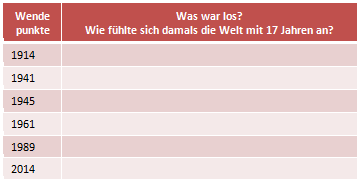 Wende
punkte
Was war los?
Wie fühlte sich damals die Welt mit 17 Jahren an?
1914
1941
1945
1961
1989
2014